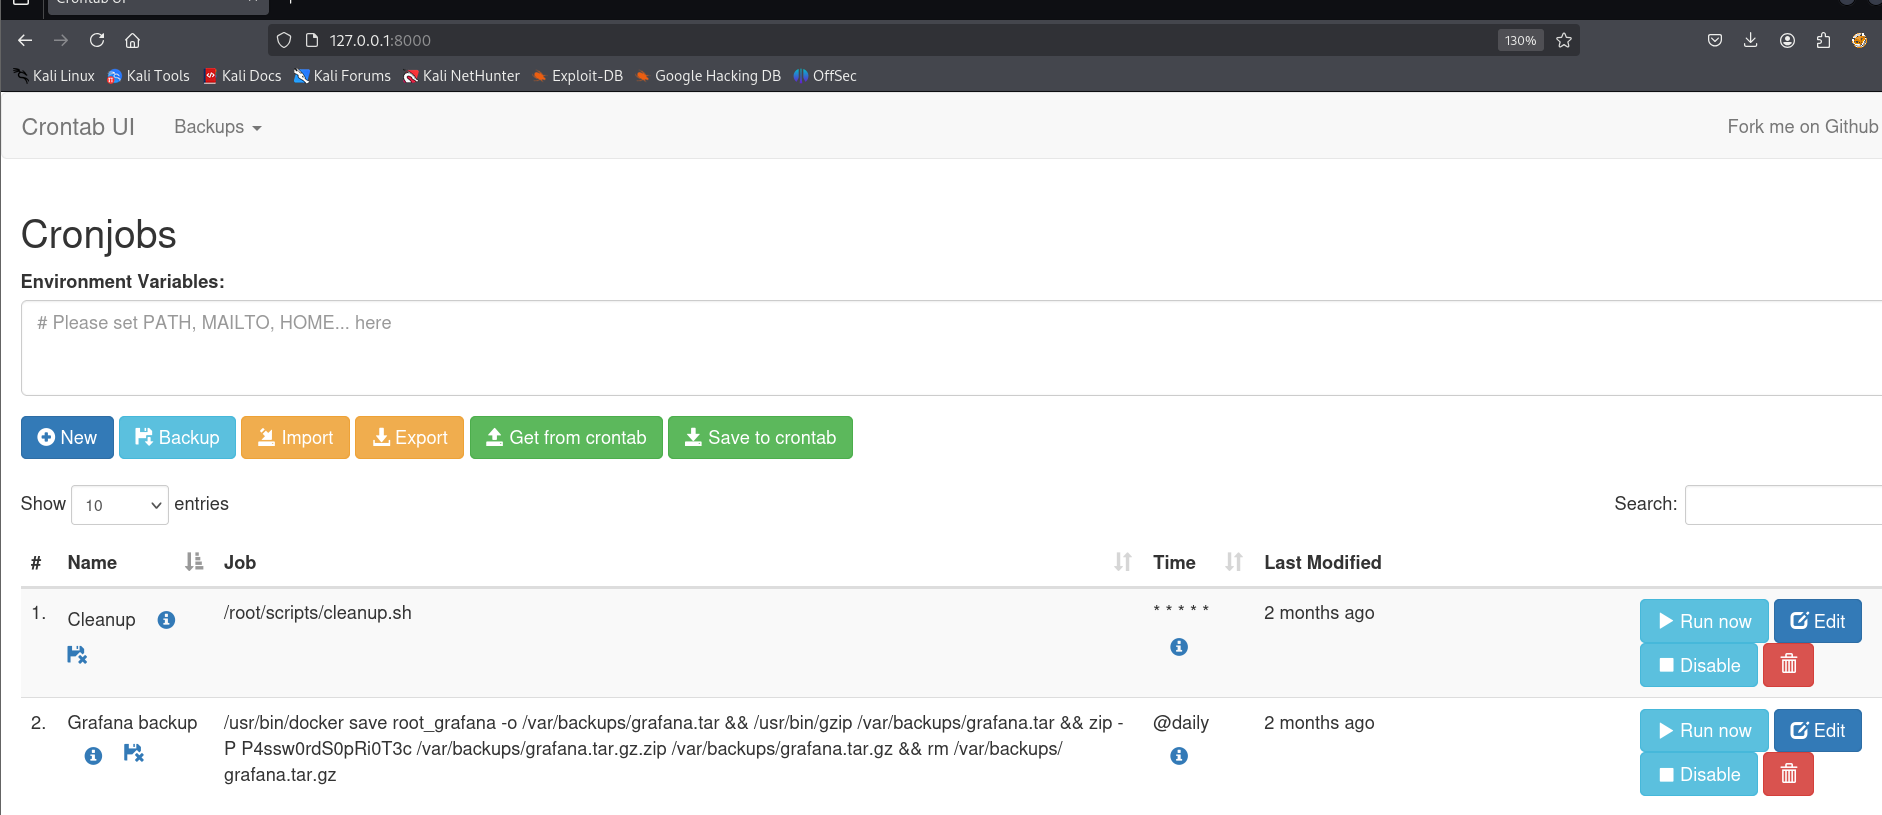 Crontab UI
127.0.0.1:8000
130%
Kali Linux
Kali Tools
Kali Docs
Kali Forums
Kali NetHunter
Exploit-DB
Google Hacking DB
OffSec
Crontab UI
Backups
Fork me on Github
Cronjobs
Environment Variables:
# Please set PATH, MAILTO, HOME... here
New
Backup
Import
Export
Get from crontab
Save to crontab
Show 10 entries
Search:
# Name Job Time Last Modified
1. Cleanup /root/scripts/cleanup.sh * * * * * 2 months ago
Run now
Edit
Disable
2. Grafana backup
/usr/bin/docker save root_grafana -o /var/backups/grafana.tar && /usr/bin/gzip /var/backups/grafana.tar && zip -
P P4ssw0rdS0pRi0T3c /var/backups/grafana.tar.gz.zip /var/backups/grafana.tar.gz && rm /var/backups/
grafana.tar.gz
@daily
2 months ago
Run now
Edit
Disable